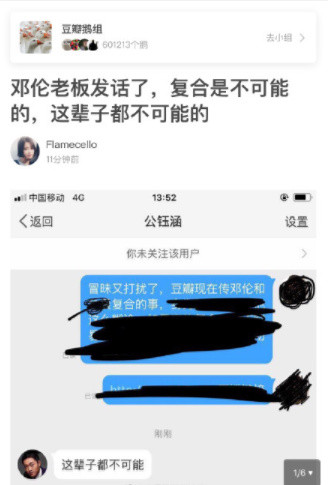 豆瓣鹅组
601213个鹅
去小组
邓伦老板发话了，复合是不可能
的，这辈子都不可能的
Flamecello
11分钟前
中国移动 4G
13:52
返回
公钰涵
设置
你未关注该用户
冒昧又打扰了，豆瓣现在传邓伦和
复合的事，
刚刚
这辈子都不可能
1/6